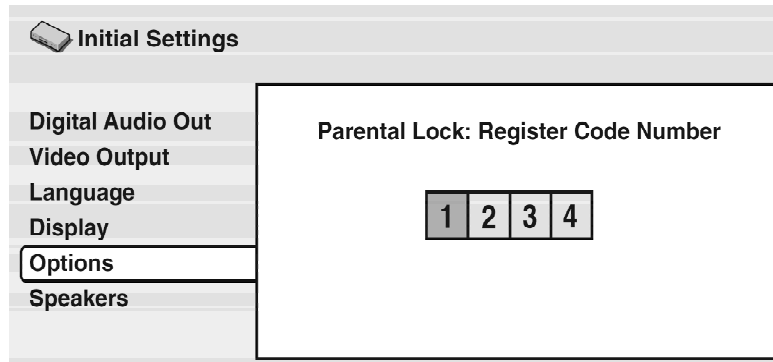 Initial Settings
Digital Audio Out
Video Output
Language
Display
Options
Speakers
Parental Lock: Register Code Number
1 2 3 4